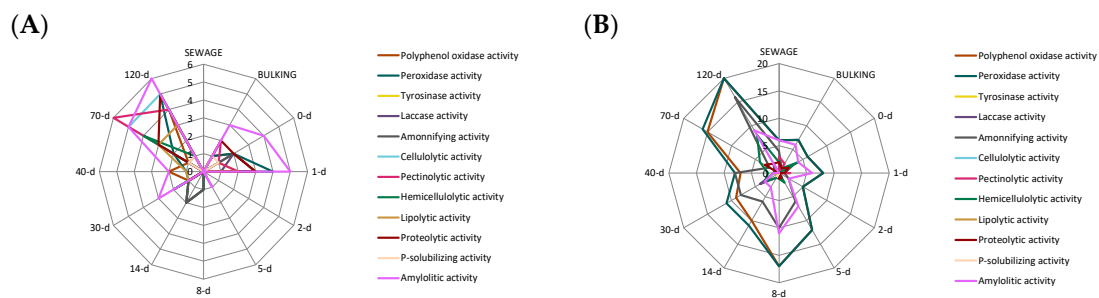 (A)
SEWAGE
BULKING
0-d
1-d
2-d
5-d
8-d
14-d
30-d
40-d
70-d
120-d
6
5
4
3
2
1
0
Polyphenol oxidase activity
Peroxidase activity
Tyrosinase activity
Laccase activity
Amonnifying activity
Cellulolytic activity
Pectinolytic activity
Hemicellulolytic activity
Lipolytic activity
Proteolytic activity
P-solubilizing activity
Amylolitic activity
(B)
SEWAGE
BULKING
0-d
1-d
2-d
5-d
8-d
14-d
30-d
40-d
70-d
120-d
20
15
10
5
0
Polyphenol oxidase activity
Peroxidase activity
Tyrosinase activity
Laccase activity
Amonnifying activity
Cellulolytic activity
Pectinolytic activity
Hemicellulolytic activity
Lipolytic activity
Proteolytic activity
P-solubilizing activity
Amylolitic activity